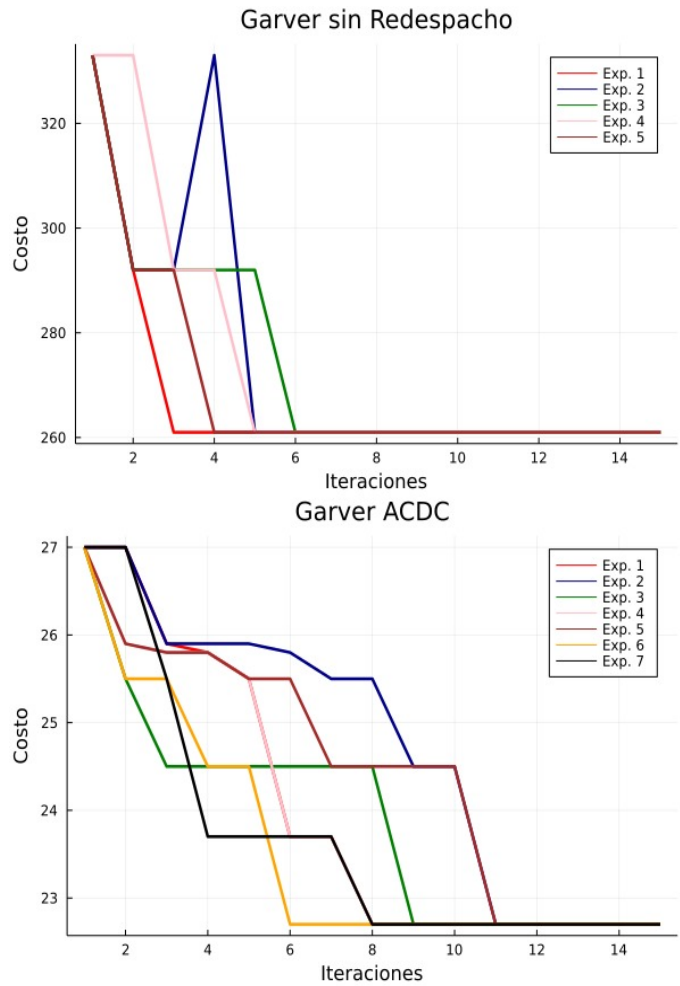 Garver sin Redespacho
Costo
320
300
280
260
Exp. 1
Exp. 2
Exp. 3
Exp. 4
Exp. 5
2 4 6 8 10 12 14
Iteraciones
Garver ACDC
Costo
27
26
25
24
23
Exp. 1
Exp. 2
Exp. 3
Exp. 4
Exp. 5
Exp. 6
Exp. 7
2 4 6 8 10 12 14
Iteraciones